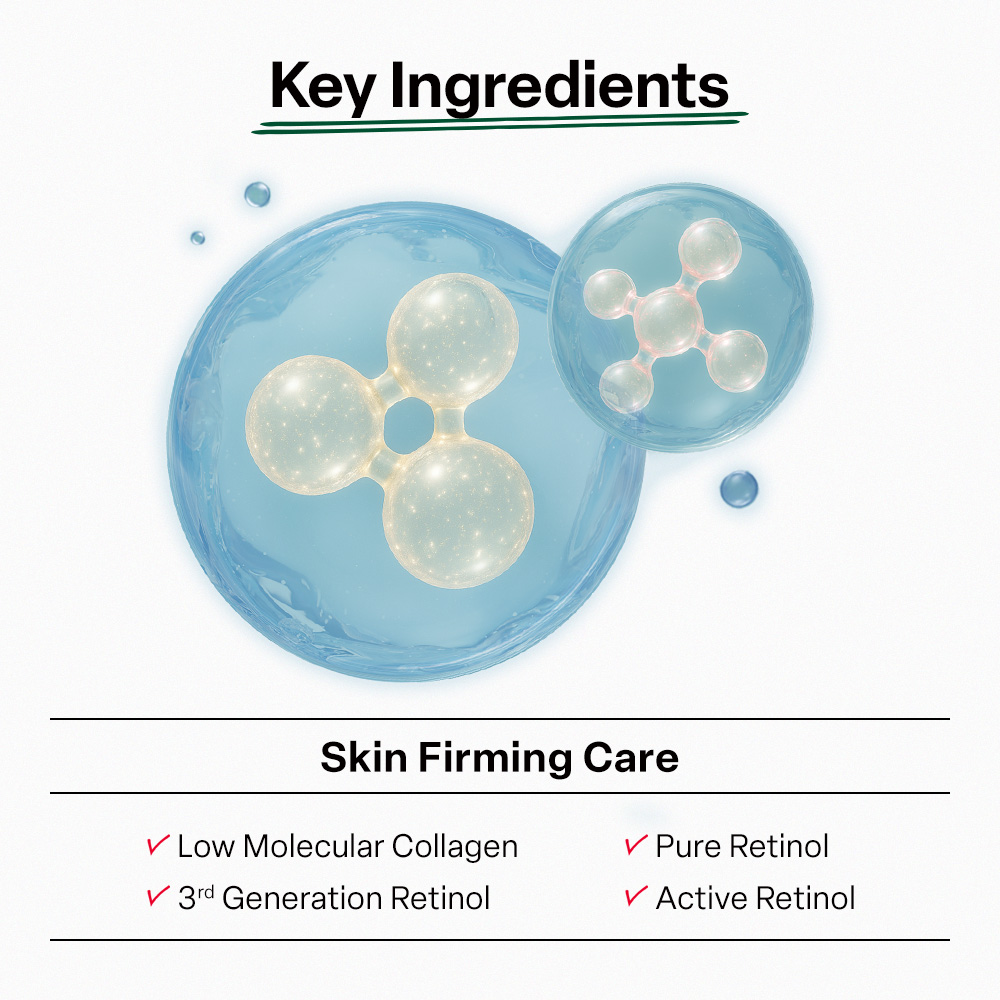 Key Ingredients
Skin Firming Care
✓ Low Molecular Collagen
✓ Pure Retinol
✓ 3rd Generation Retinol
✓ Active Retinol